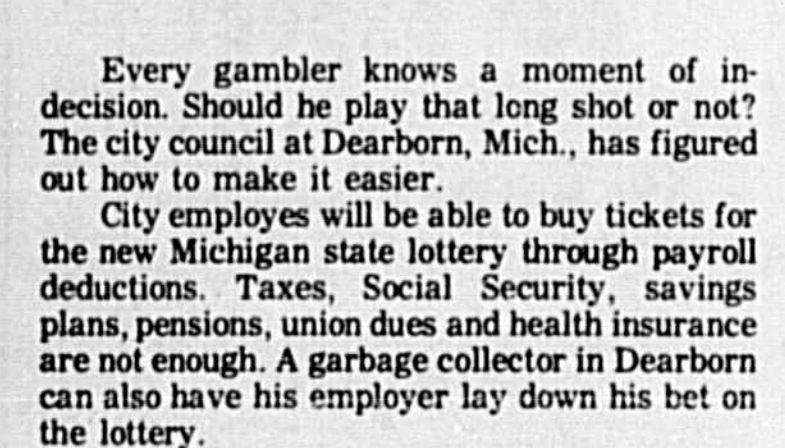 Every gambler knows a moment of in-
decision. Should he play that long shot or not?
The city council at Dearborn, Mich., has figured
out how to make it easier.
City employes will be able to buy tickets for
the new Michigan state lottery through payroll
deductions. Taxes, Social Security, savings
plans, pensions, union dues and health insurance
are not enough. A garbage collector in Dearborn
can also have his employer lay down his bet on
the lottery.